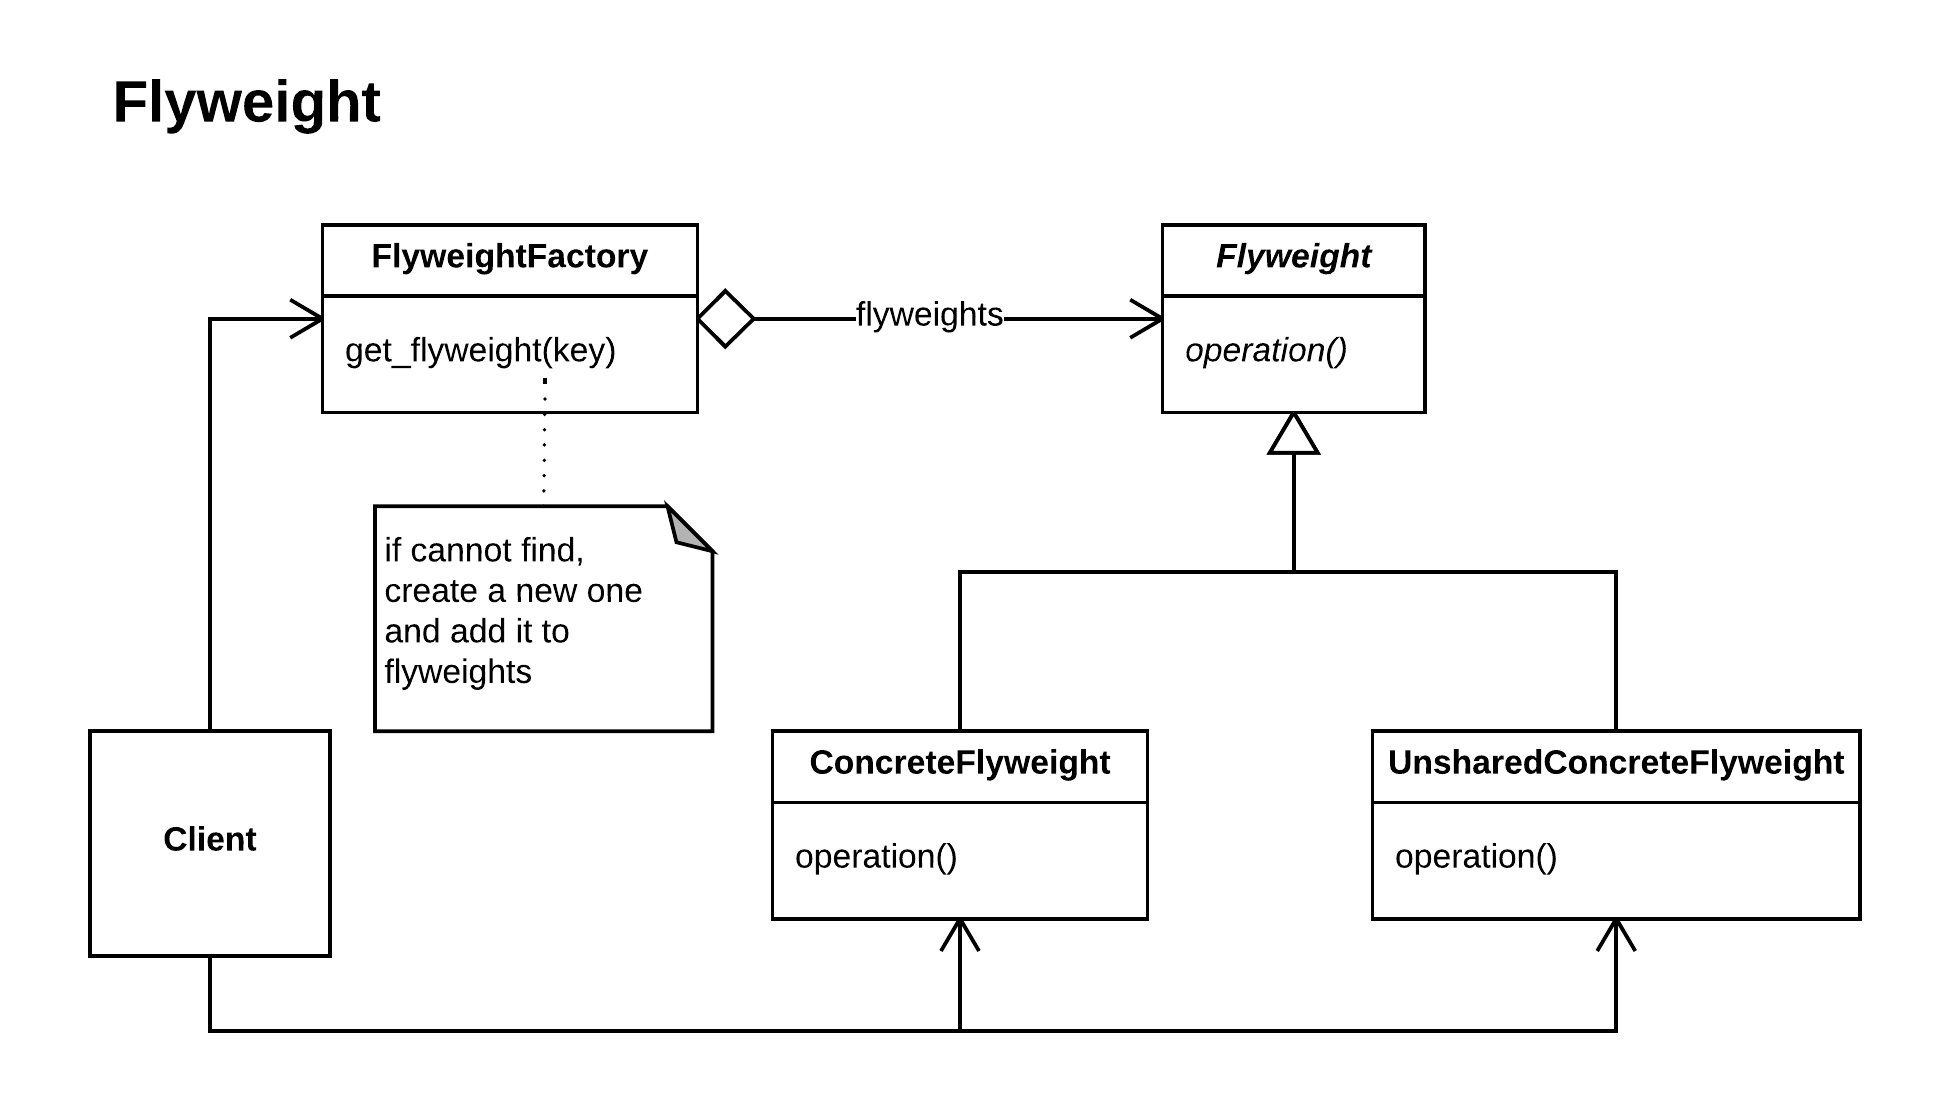 Flyweight
FlyweightFactory
get_flyweight(key)
flyweights
Flyweight
operation()
if cannot find,
create a new one
and add it to
flyweights
Client
ConcreteFlyweight
operation()
UnsharedConcreteFlyweight
operation()